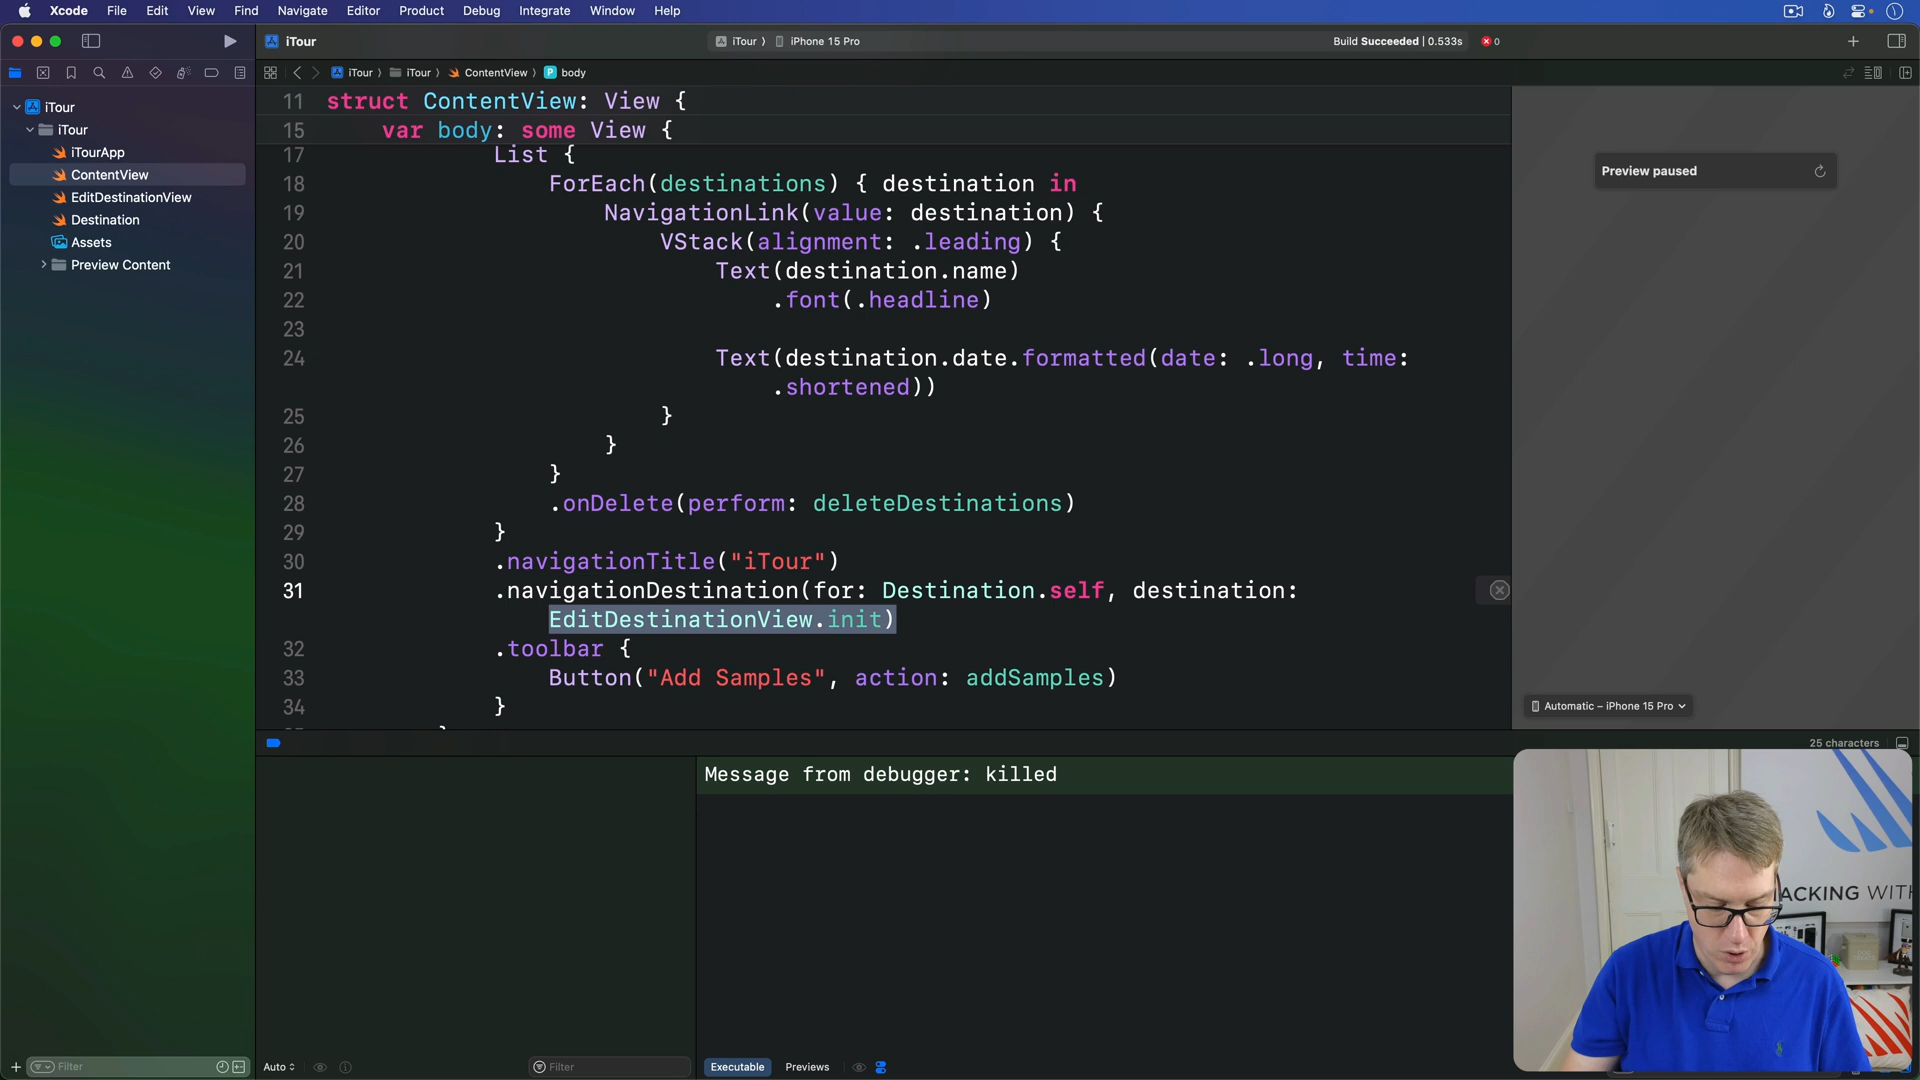 Xcode File Edit View Find Navigate Editor Product Debug Integrate Window Help
iTour
iTour iPhone 15 Pro
Build Succeeded | 0.533s
0
iTour iTour ContentView body
iTour
iTour
iTourApp
ContentView
EditDestinationView
Destination
Assets
Preview Content
11 struct ContentView: View {
15 var body: some View {
17 List {
18 ForEach(destinations) { destination in
19 NavigationLink(value: destination) {
20 VStack(alignment: .leading) {
21 Text(destination.name)
22 .font(.headline)
23
24 Text(destination.date.formatted(date: .long, time:
.shortened))
25 }
26 }
27 }
28 .onDelete(perform: deleteDestinations)
29 }
30 .navigationTitle("iTour")
31 .navigationDestination(for: Destination.self, destination:
EditDestinationView.init)
32 .toolbar {
33 Button("Add Samples", action: addSamples)
34 }
Preview paused
Automatic – iPhone 15 Pro
25 characters
Message from debugger: killed
ACKING WITH
Filter
Auto
Filter
Executable Previews